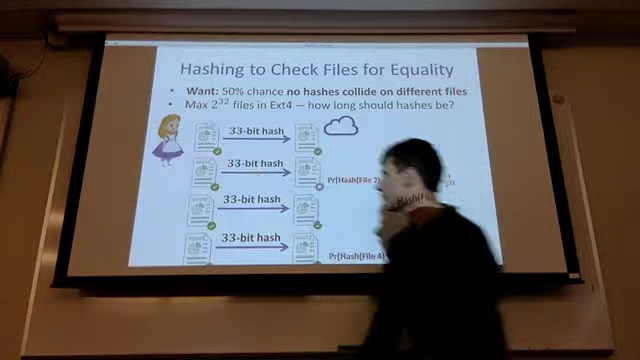 Hashing to Check Files for Equality
• Want: 50% chance no hashes collide on different files
• Max 2³² files in Ext4 – how long should hashes be?
33-bit hash
33-bit hash
Pr[Hash(File 2)
Hash(
33-bit hash
33-bit hash
Pr[Hash(File 4)